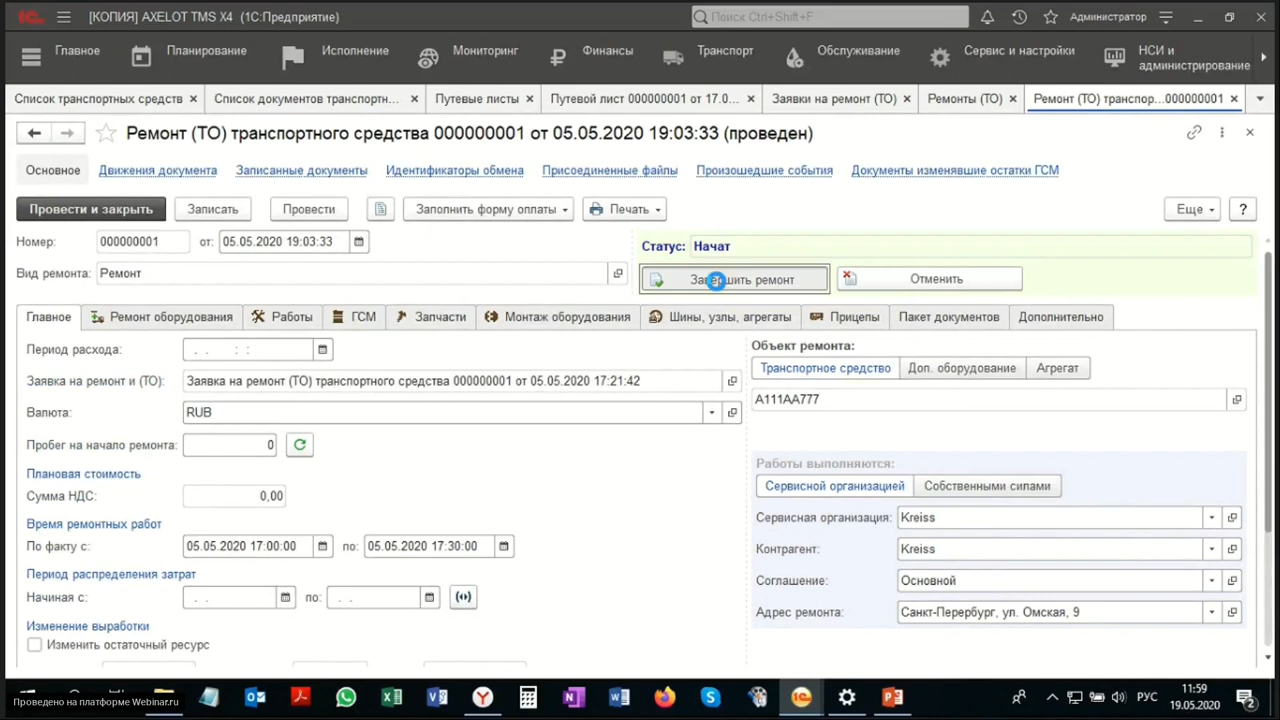 [КОПИЯ] AXELOT TMS X4 (1С:Предприятие)
Поиск Ctrl+Shift+F
Администратор
Главное
Планирование
Исполнение
Мониторинг
Финансы
Транспорт
Обслуживание
Сервис и настройки
НСИ и
администрирование
Список транспортных средств
Список документов транспортн...
Путевые листы
Путевой лист 000000001 от 17.0...
Заявки на ремонт (ТО)
Ремонты (ТО)
Ремонт (ТО) транспор...000000001
Ремонт (ТО) транспортного средства 000000001 от 05.05.2020 19:03:33 (проведен)
Основное
Движения документа
Записанные документы
Идентификаторы обмена
Присоединенные файлы
Произошедшие события
Документы изменявшие остатки ГСМ
Провести и закрыть
Записать
Провести
Заполнить форму оплаты
Печать
Еще
?
Номер: 000000001 от: 05.05.2020 19:03:33
Статус: Начат
Вид ремонта: Ремонт
Завершить ремонт
Отменить
Главное
Ремонт оборудования
Работы
ГСМ
Запчасти
Монтаж оборудования
Шины, узлы, агрегаты
Прицепы
Пакет документов
Дополнительно
Период расхода: . . : :
Объект ремонта:
Транспортное средство
Доп. оборудование
Агрегат
Заявка на ремонт и (ТО): Заявка на ремонт (ТО) транспортного средства 000000001 от 05.05.2020 17:21:42
А111АА777
Валюта: RUB
Пробег на начало ремонта: 0
Плановая стоимость
Сумма НДС: 0,00
Работы выполняются:
Сервисной организацией
Собственными силами
Время ремонтных работ
Сервисная организация: Kreiss
По факту с: 05.05.2020 17:00:00 по: 05.05.2020 17:30:00
Контрагент: Kreiss
Период распределения затрат
Соглашение: Основной
Начиная с: . . по: . .
Адрес ремонта: Санкт-Перербург, ул. Омская, 9
Изменение выработки
Изменить остаточный ресурс
Проведено на платформе Webinar.ru
РУС
11:59
19.05.2020
2